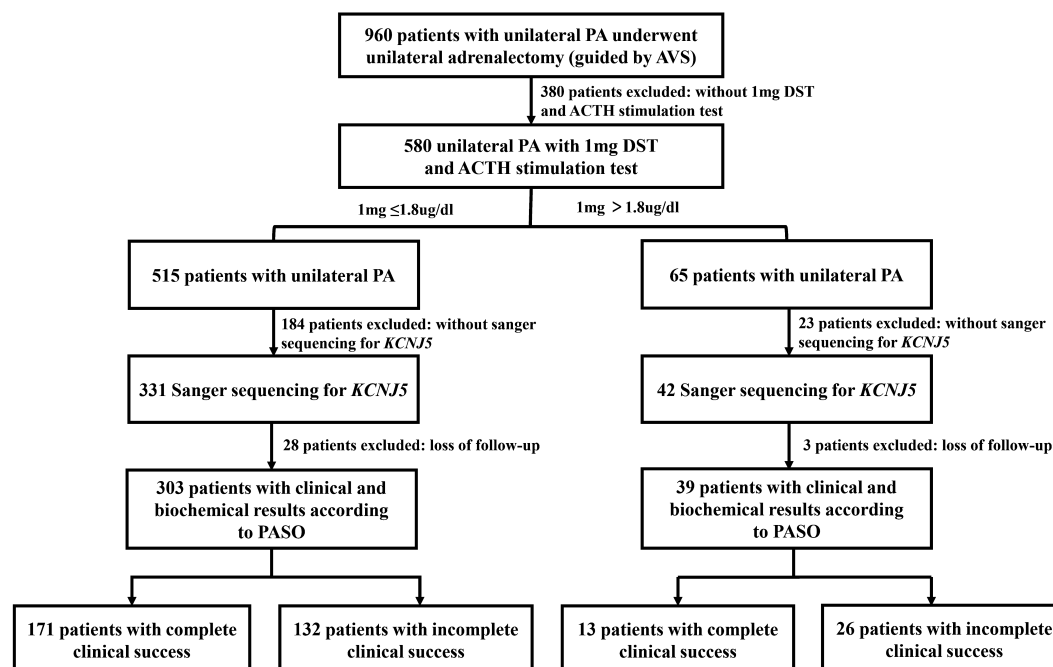 960 patients with unilateral PA underwent
unilateral adrenalectomy (guided by AVS)
380 patients excluded: without 1mg DST
and ACTH stimulation test
580 unilateral PA with 1mg DST
and ACTH stimulation test
1mg ≤1.8ug/dl
1mg > 1.8ug/dl
515 patients with unilateral PA
65 patients with unilateral PA
184 patients excluded: without sanger
sequencing for KCNJ5
23 patients excluded: without sanger
sequencing for KCNJ5
331 Sanger sequencing for KCNJ5
42 Sanger sequencing for KCNJ5
28 patients excluded: loss of follow-up
3 patients excluded: loss of follow-up
303 patients with clinical and
biochemical results according
to PASO
39 patients with clinical and
biochemical results according
to PASO
171 patients with complete
clinical success
132 patients with incomplete
clinical success
13 patients with complete
clinical success
26 patients with incomplete
clinical success